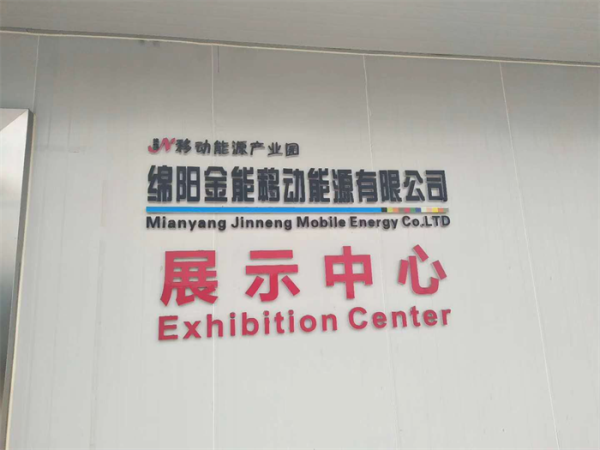 JN移动能源产业园
绵阳金能移动能源有限公司
Mianyang Jinneng Mobile Energy Co.LTD
展示中心
Exhibition Center